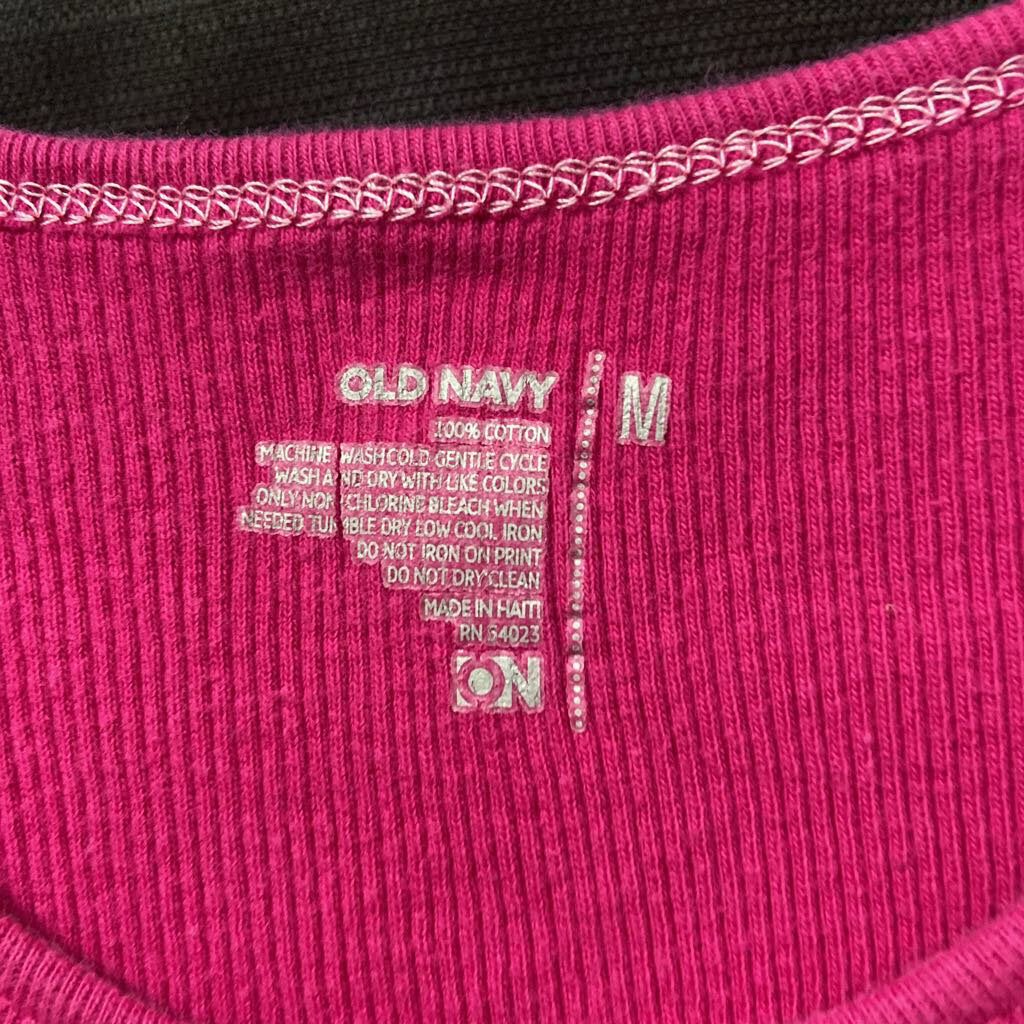 OLD NAVY
M
100% COTTON
MACHINE WASH COLD GENTLE CYCLE
WASH AND DRY WITH LIKE COLORS
ONLY NON CHLORINE BLEACH WHEN
NEEDED TUMBLE DRY LOW COOL IRON
DO NOT IRON ON PRINT
DO NOT DRY CLEAN
MADE IN HAITI
RN 54023
ON